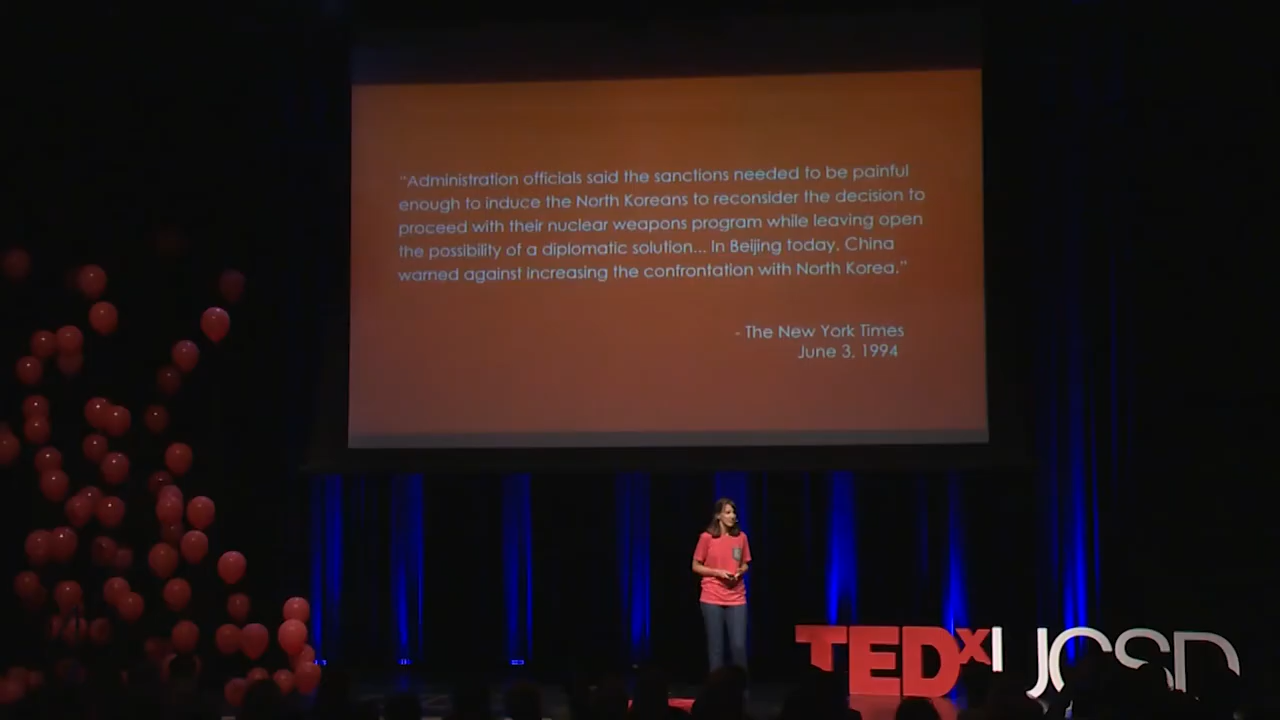 “Administration officials said the sanctions needed to be painful
enough to induce the North Koreans to reconsider the decision to
proceed with their nuclear weapons program while leaving open
the possibility of a diplomatic solution... In Beijing today, China
warned against increasing the confrontation with North Korea.”
- The New York Times
June 3, 1994
TEDxUCSD